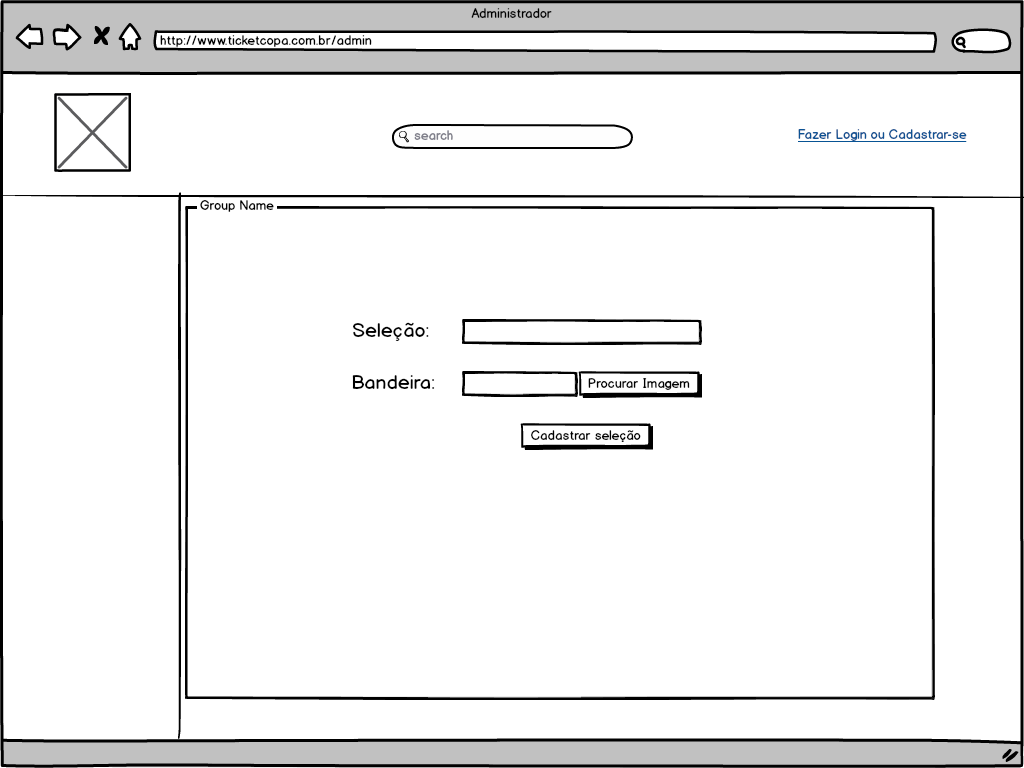 Administrador
http://www.ticketcopa.com.br/admin
search
Fazer Login ou Cadastrar-se
Group Name
Seleção:
Bandeira:
Procurar Imagem
Cadastrar seleção